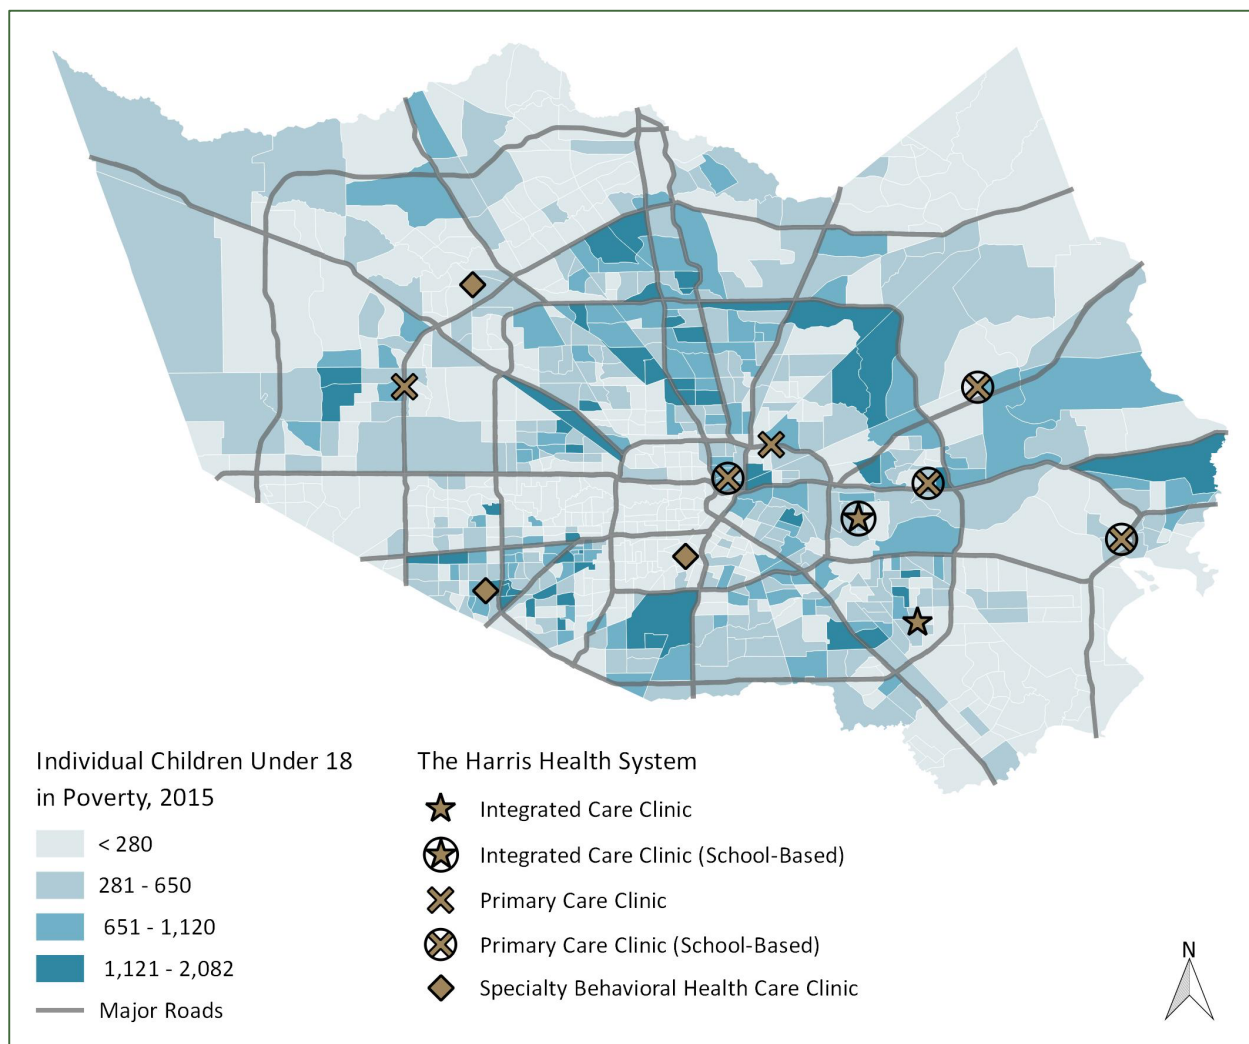 Individual Children Under 18
in Poverty, 2015
< 280
281 - 650
651 - 1,120
1,121 - 2,082
Major Roads
The Harris Health System
Integrated Care Clinic
Integrated Care Clinic (School-Based)
Primary Care Clinic
Primary Care Clinic (School-Based)
Specialty Behavioral Health Care Clinic
N